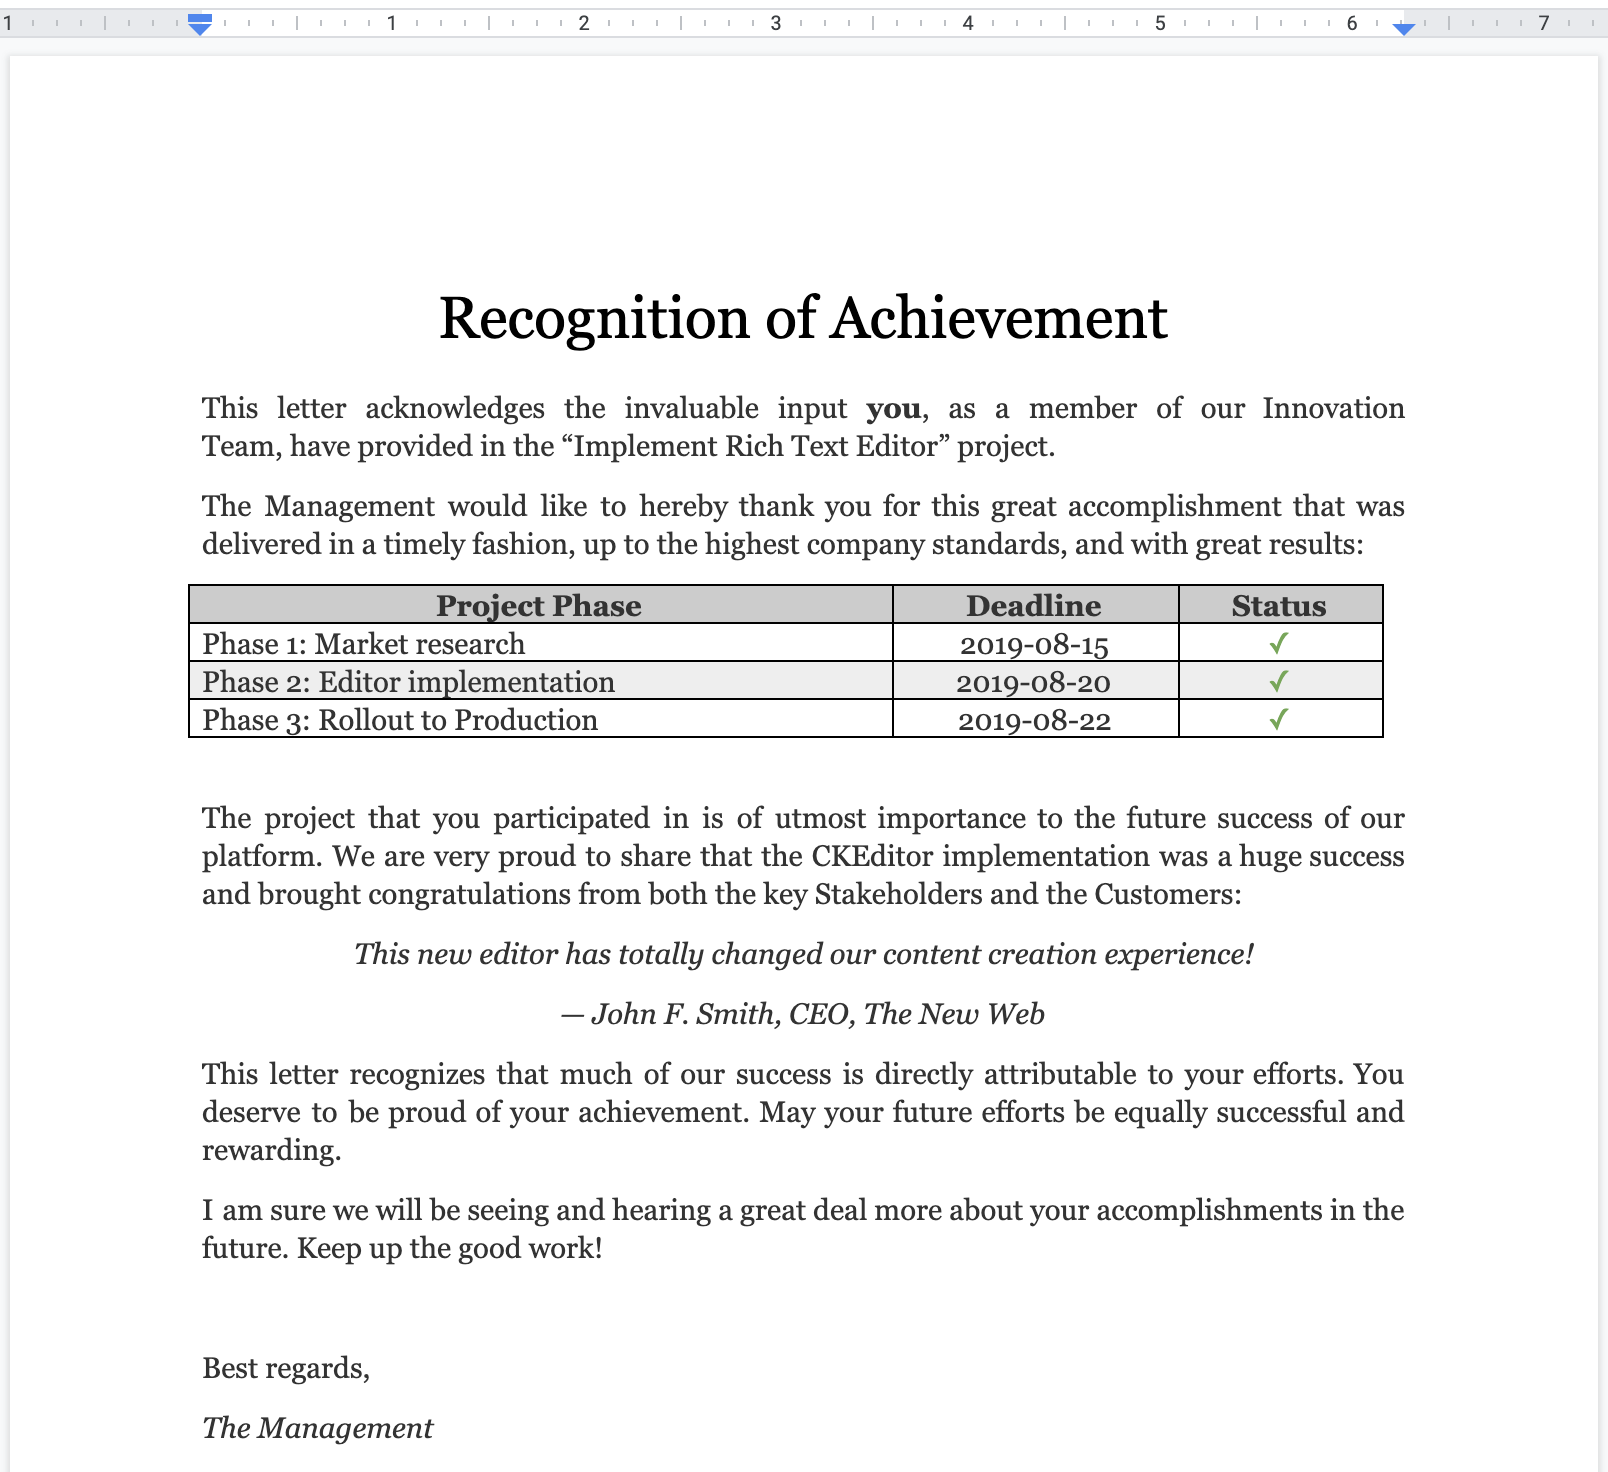 1 1 2 3 4 5 6 7
Recognition of Achievement
This letter acknowledges the invaluable input you, as a member of our Innovation
Team, have provided in the “Implement Rich Text Editor” project.
The Management would like to hereby thank you for this great accomplishment that was
delivered in a timely fashion, up to the highest company standards, and with great results:
Project Phase Deadline Status
Phase 1: Market research 2019-08-15 ✓
Phase 2: Editor implementation 2019-08-20 ✓
Phase 3: Rollout to Production 2019-08-22 ✓
The project that you participated in is of utmost importance to the future success of our
platform. We are very proud to share that the CKEditor implementation was a huge success
and brought congratulations from both the key Stakeholders and the Customers:
This new editor has totally changed our content creation experience!
— John F. Smith, CEO, The New Web
This letter recognizes that much of our success is directly attributable to your efforts. You
deserve to be proud of your achievement. May your future efforts be equally successful and
rewarding.
I am sure we will be seeing and hearing a great deal more about your accomplishments in the
future. Keep up the good work!
Best regards,
The Management